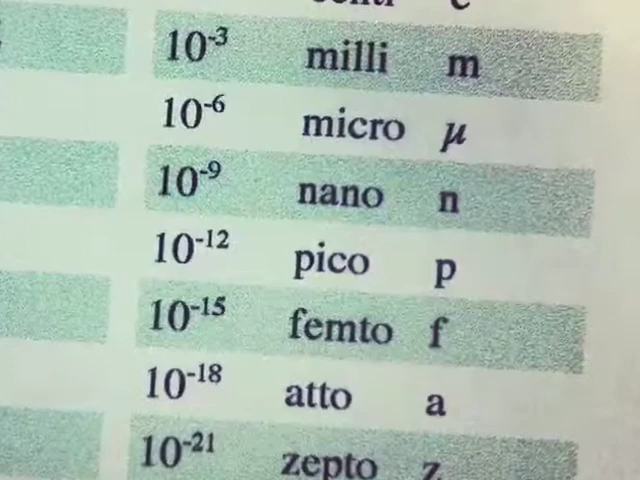 10⁻³ milli m
10⁻⁶ micro μ
10⁻⁹ nano n
10⁻¹² pico p
10⁻¹⁵ femto f
10⁻¹⁸ atto a
10⁻²¹ zepto z